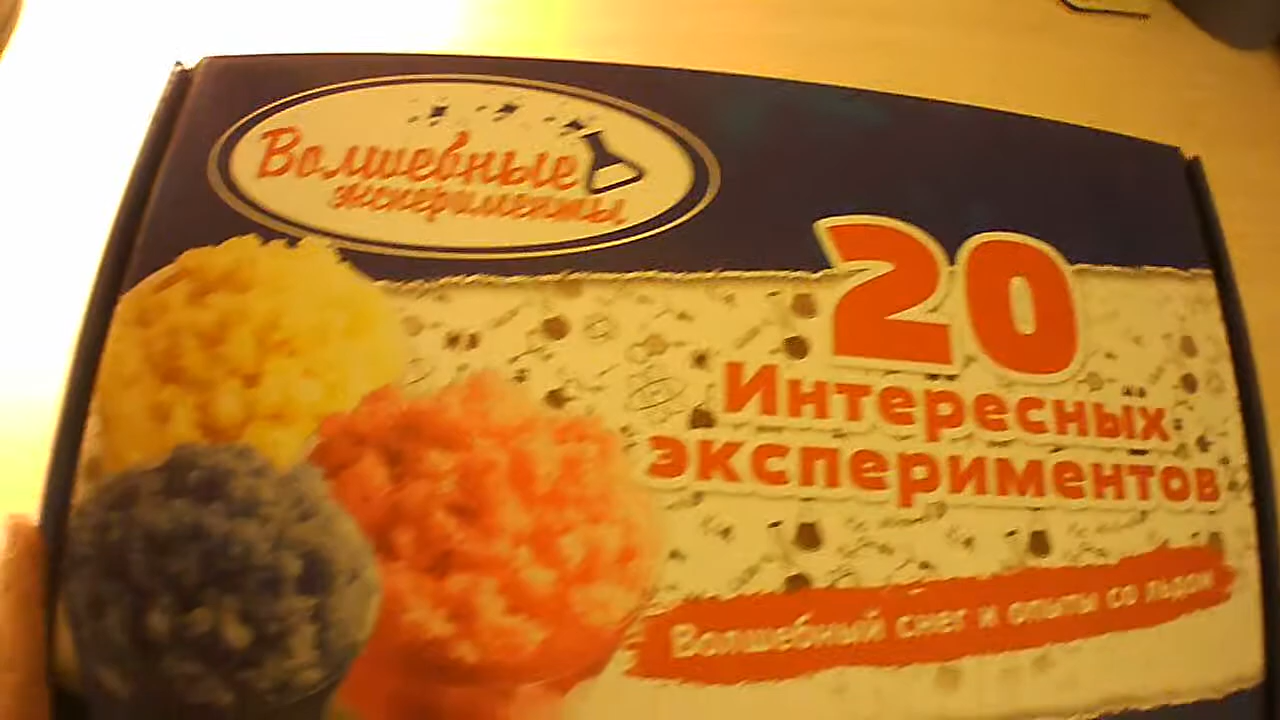 Волшебные
эксперименты
20
Интересных
экспериментов
Волшебный снег и опыты со льдом